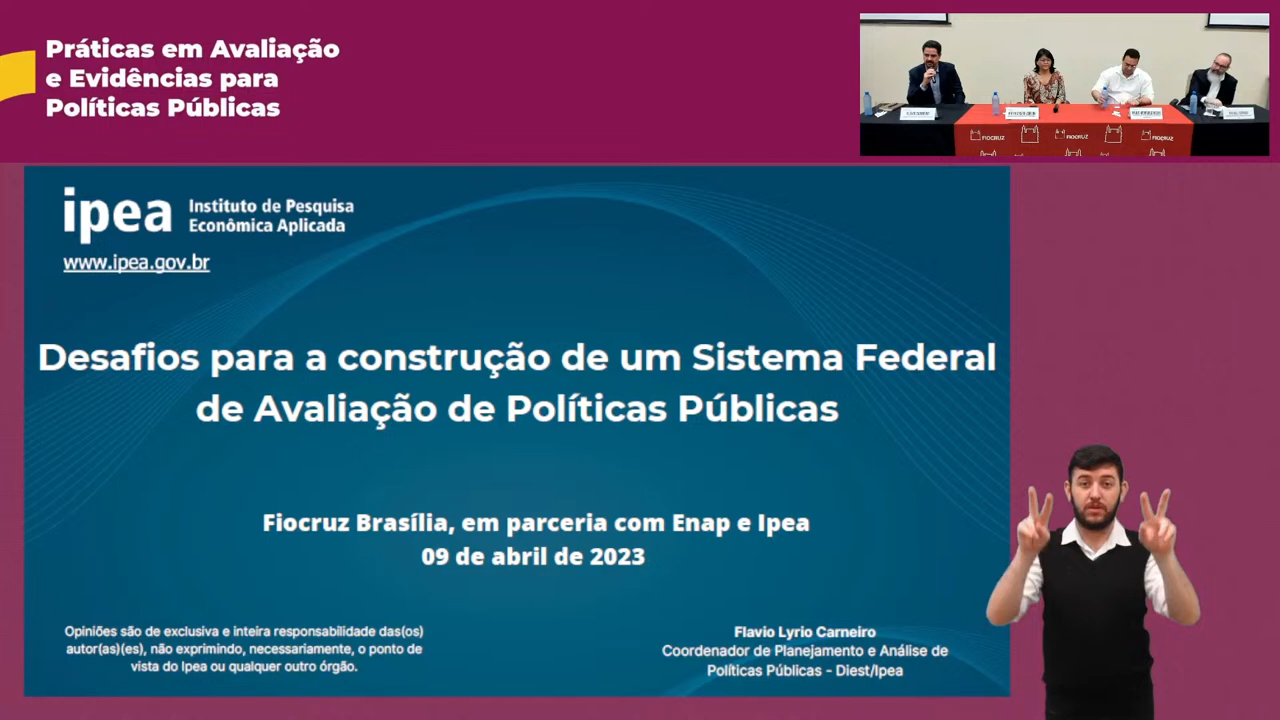 Práticas em Avaliação
e Evidências para
Políticas Públicas
FIOCRUZ
FIOCRUZ
FIOCRUZ
ipea
Instituto de Pesquisa
Econômica Aplicada
www.ipea.gov.br
Desafios para a construção de um Sistema Federal
de Avaliação de Políticas Públicas
Fiocruz Brasília, em parceria com Enap e Ipea
09 de abril de 2023
Opiniões são de exclusiva e inteira responsabilidade das(os)
autor(as)(es), não exprimindo, necessariamente, o ponto de
vista do Ipea ou qualquer outro órgão.
Flavio Lyrio Carneiro
Coordenador de Planejamento e Análise de
Políticas Públicas - Diest/Ipea